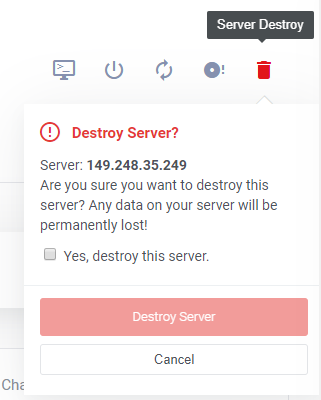 Server Destroy
Destroy Server?
Server: 149.248.35.249
Are you sure you want to destroy this
server? Any data on your server will be
permanently lost!
Yes, destroy this server.
Destroy Server
Cancel
Cha